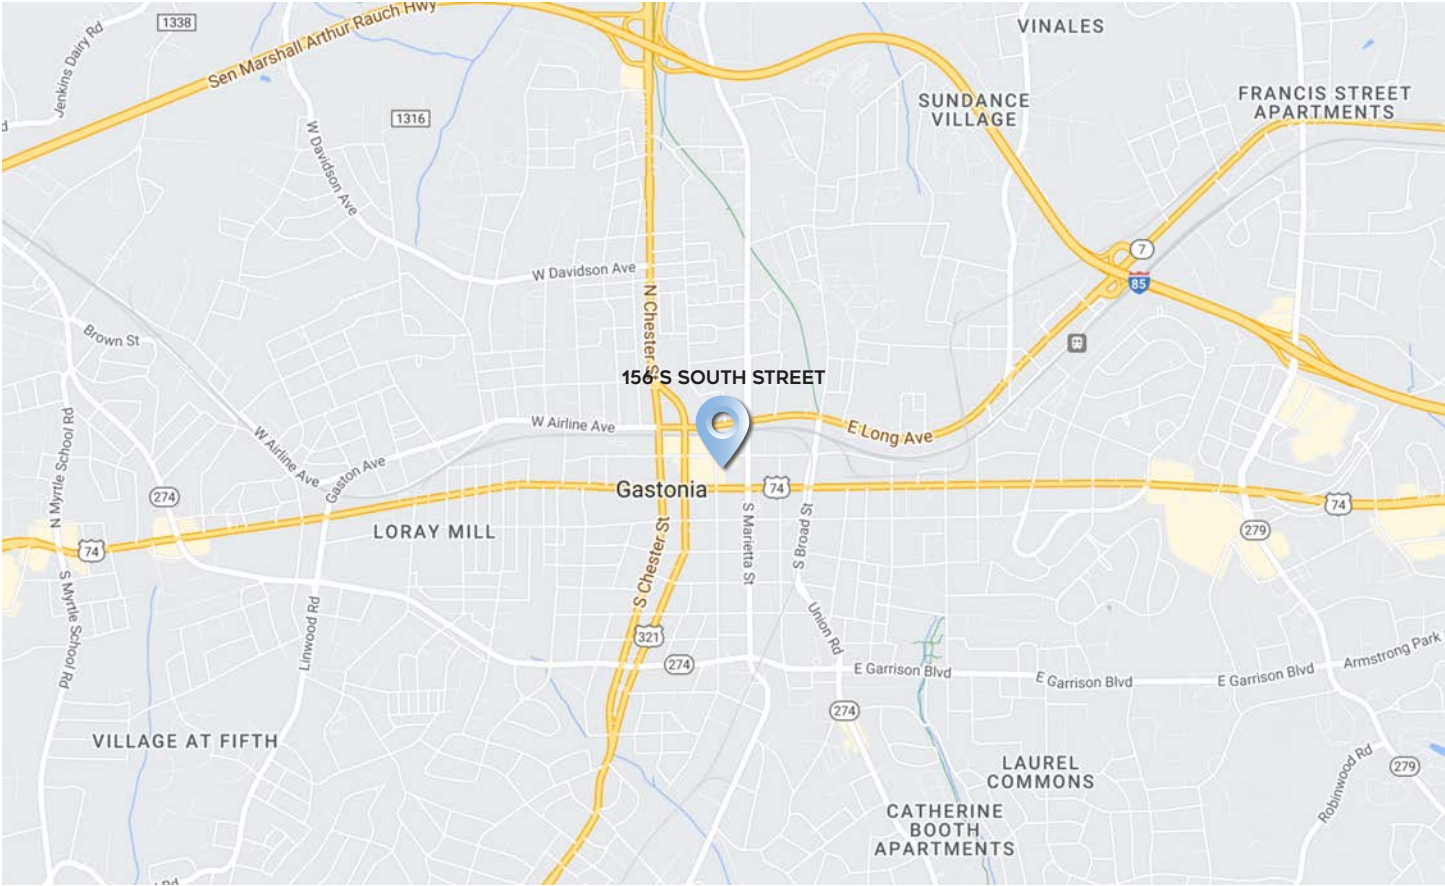 1338
Jenkins Dairy Rd
Sen Marshall Arthur Rauch Hwy
VINALES
1316
SUNDANCE
VILLAGE
FRANCIS STREET
APARTMENTS
W Davidson Ave
W Davidson Ave
7
85
N Chester St
Brown St
156 S SOUTH STREET
N Myrtle School Rd
W Airline Ave
W Airline Ave
E Long Ave
Gaston Ave
274
Gastonia
74
74
LORAY MILL
74
279
S Marietta St
S Broad St
S Chester St
S Myrtle School Rd
Linwood Rd
Union Rd
321
274
E Garrison Blvd
E Garrison Blvd
E Garrison Blvd
Armstrong Park
274
VILLAGE AT FIFTH
LAUREL
COMMONS
279
Robinwood Rd
CATHERINE
BOOTH
APARTMENTS